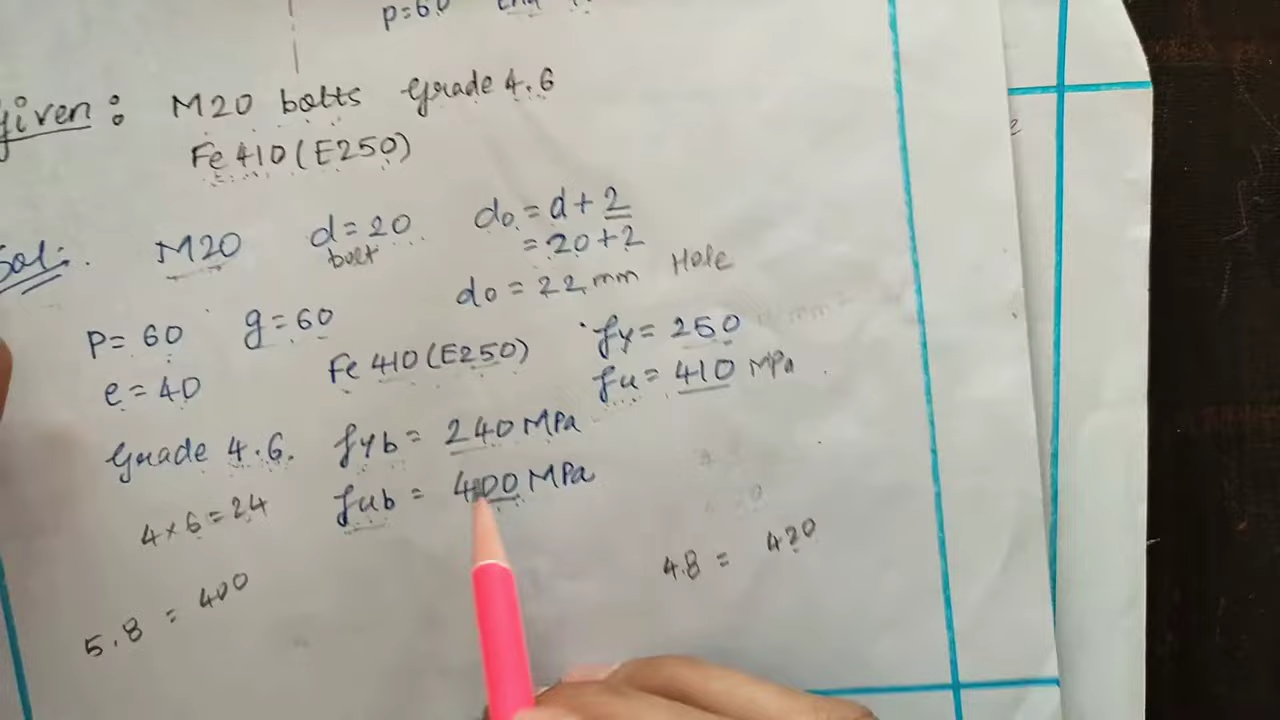 p=60
Given: M20 bolts Grade 4.6
Fe 410 (E250)
Sol: M20 d=20 do = d+2
bolt = 20+2
do = 22 mm Hole
P= 60 g=60
e=40 Fe 410 (E250) fy= 250
fu= 410 MPa
Grade 4.6. fyb = 240 MPa
4×6=24 fub = 400 MPa
4.8 = 420
5.8 = 400